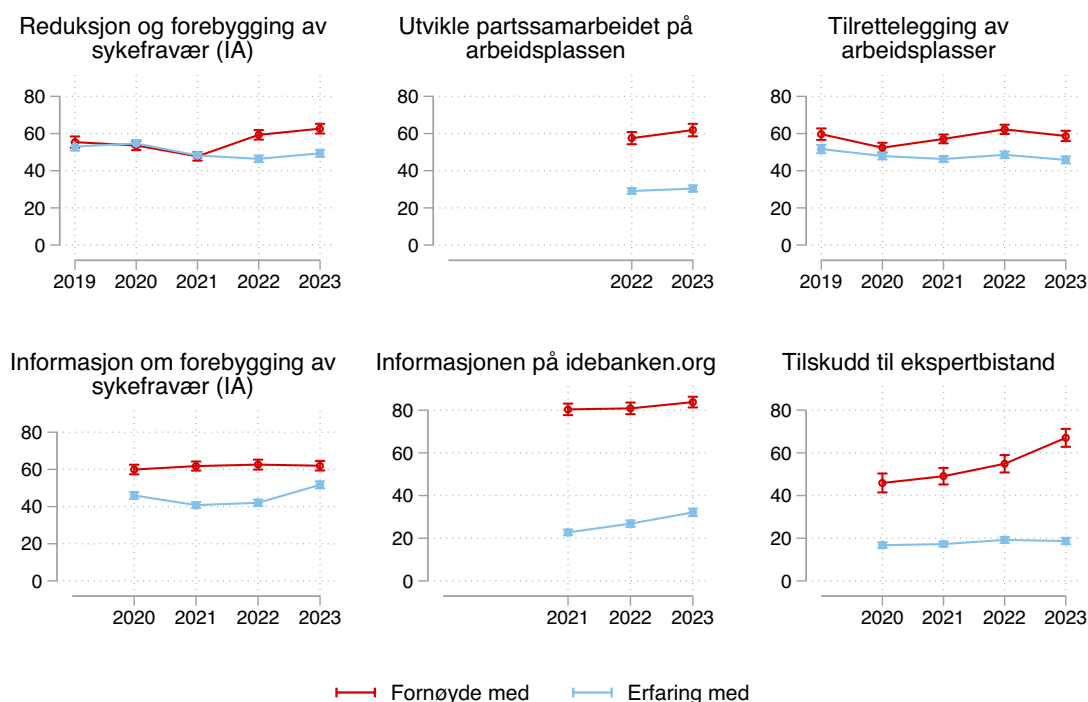 Reduksjon og forebygging av
sykefravær (IA)
80
60
40
20
0
2019 2020 2021 2022 2023
Utvikle partssamarbeidet på
arbeidsplassen
80
60
40
20
0
2022 2023
Tilrettelegging av
arbeidsplasser
80
60
40
20
0
2019 2020 2021 2022 2023
Informasjon om forebygging av
sykefravær (IA)
80
60
40
20
0
2020 2021 2022 2023
Informasjonen på idebanken.org
80
60
40
20
0
2021 2022 2023
Tilskudd til ekspertbistand
80
60
40
20
0
2020 2021 2022 2023
Fornøyde med Erfaring med